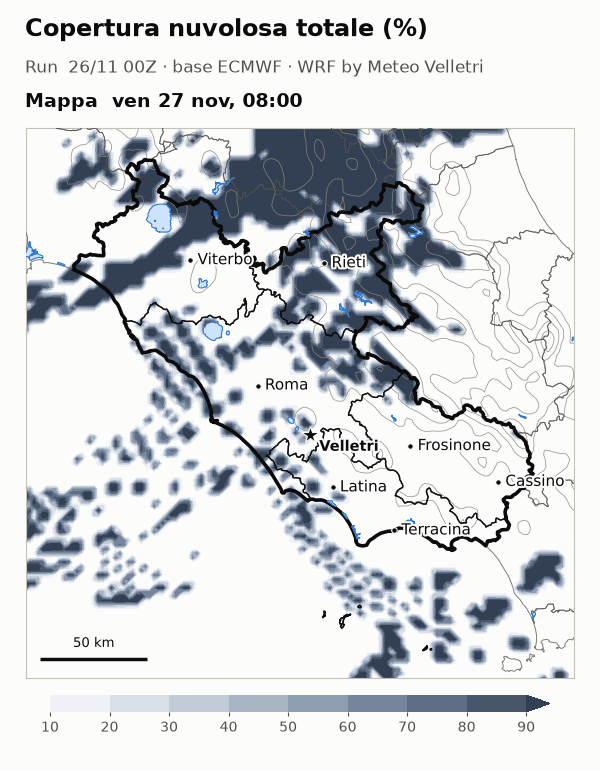 Copertura nuvolosa totale (%)
Run  26/11 00Z · base ECMWF · WRF by Meteo Velletri
Mappa  ven 27 nov, 08:00
Viterbo
Rieti
Roma
Velletri
Frosinone
Cassino
Latina
Terracina
50 km
10 20 30 40 50 60 70 80 90